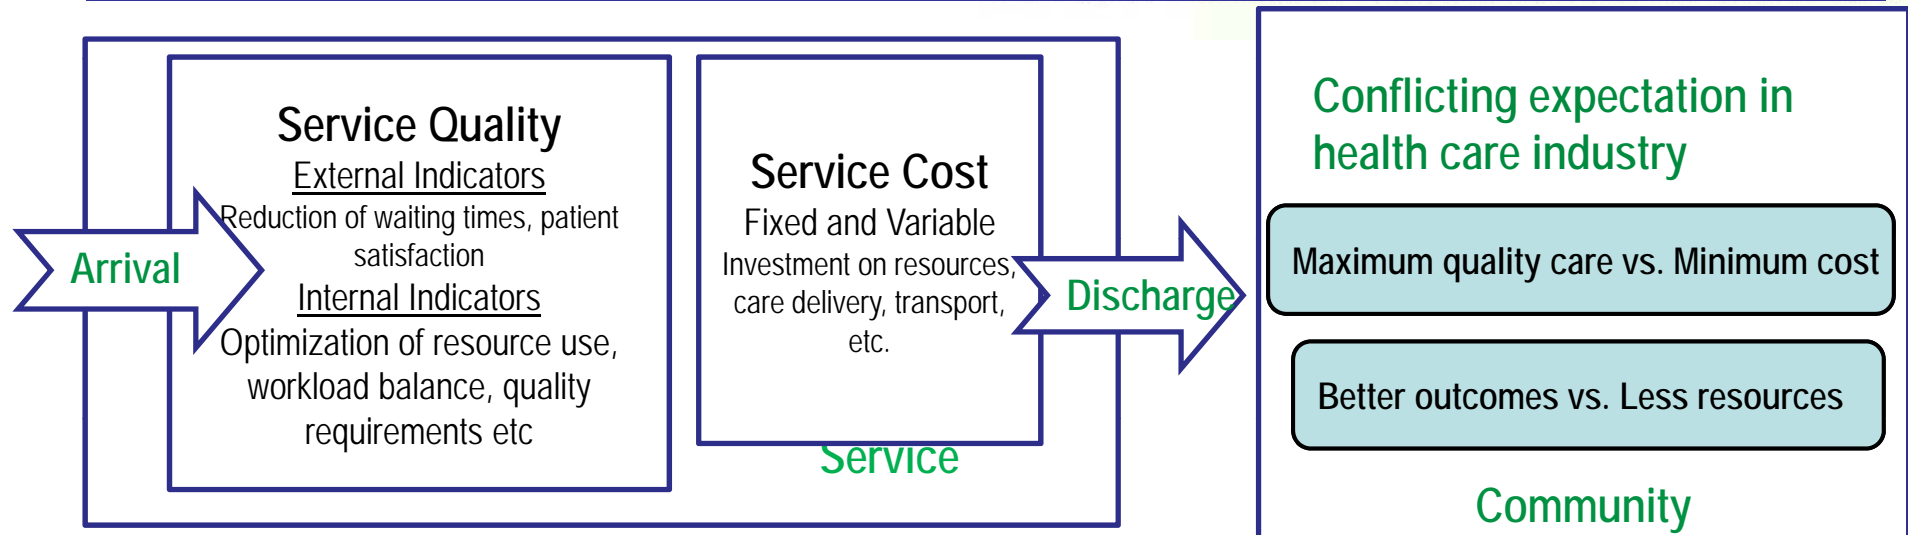 Arrival
Service Quality
External Indicators
Reduction of waiting times, patient
satisfaction
Internal Indicators
Optimization of resource use,
workload balance, quality
requirements etc
Service Cost
Fixed and Variable
Investment on resources,
care delivery, transport,
etc.
Service
Discharge
Conflicting expectation in
health care industry
Maximum quality care vs. Minimum cost
Better outcomes vs. Less resources
Community